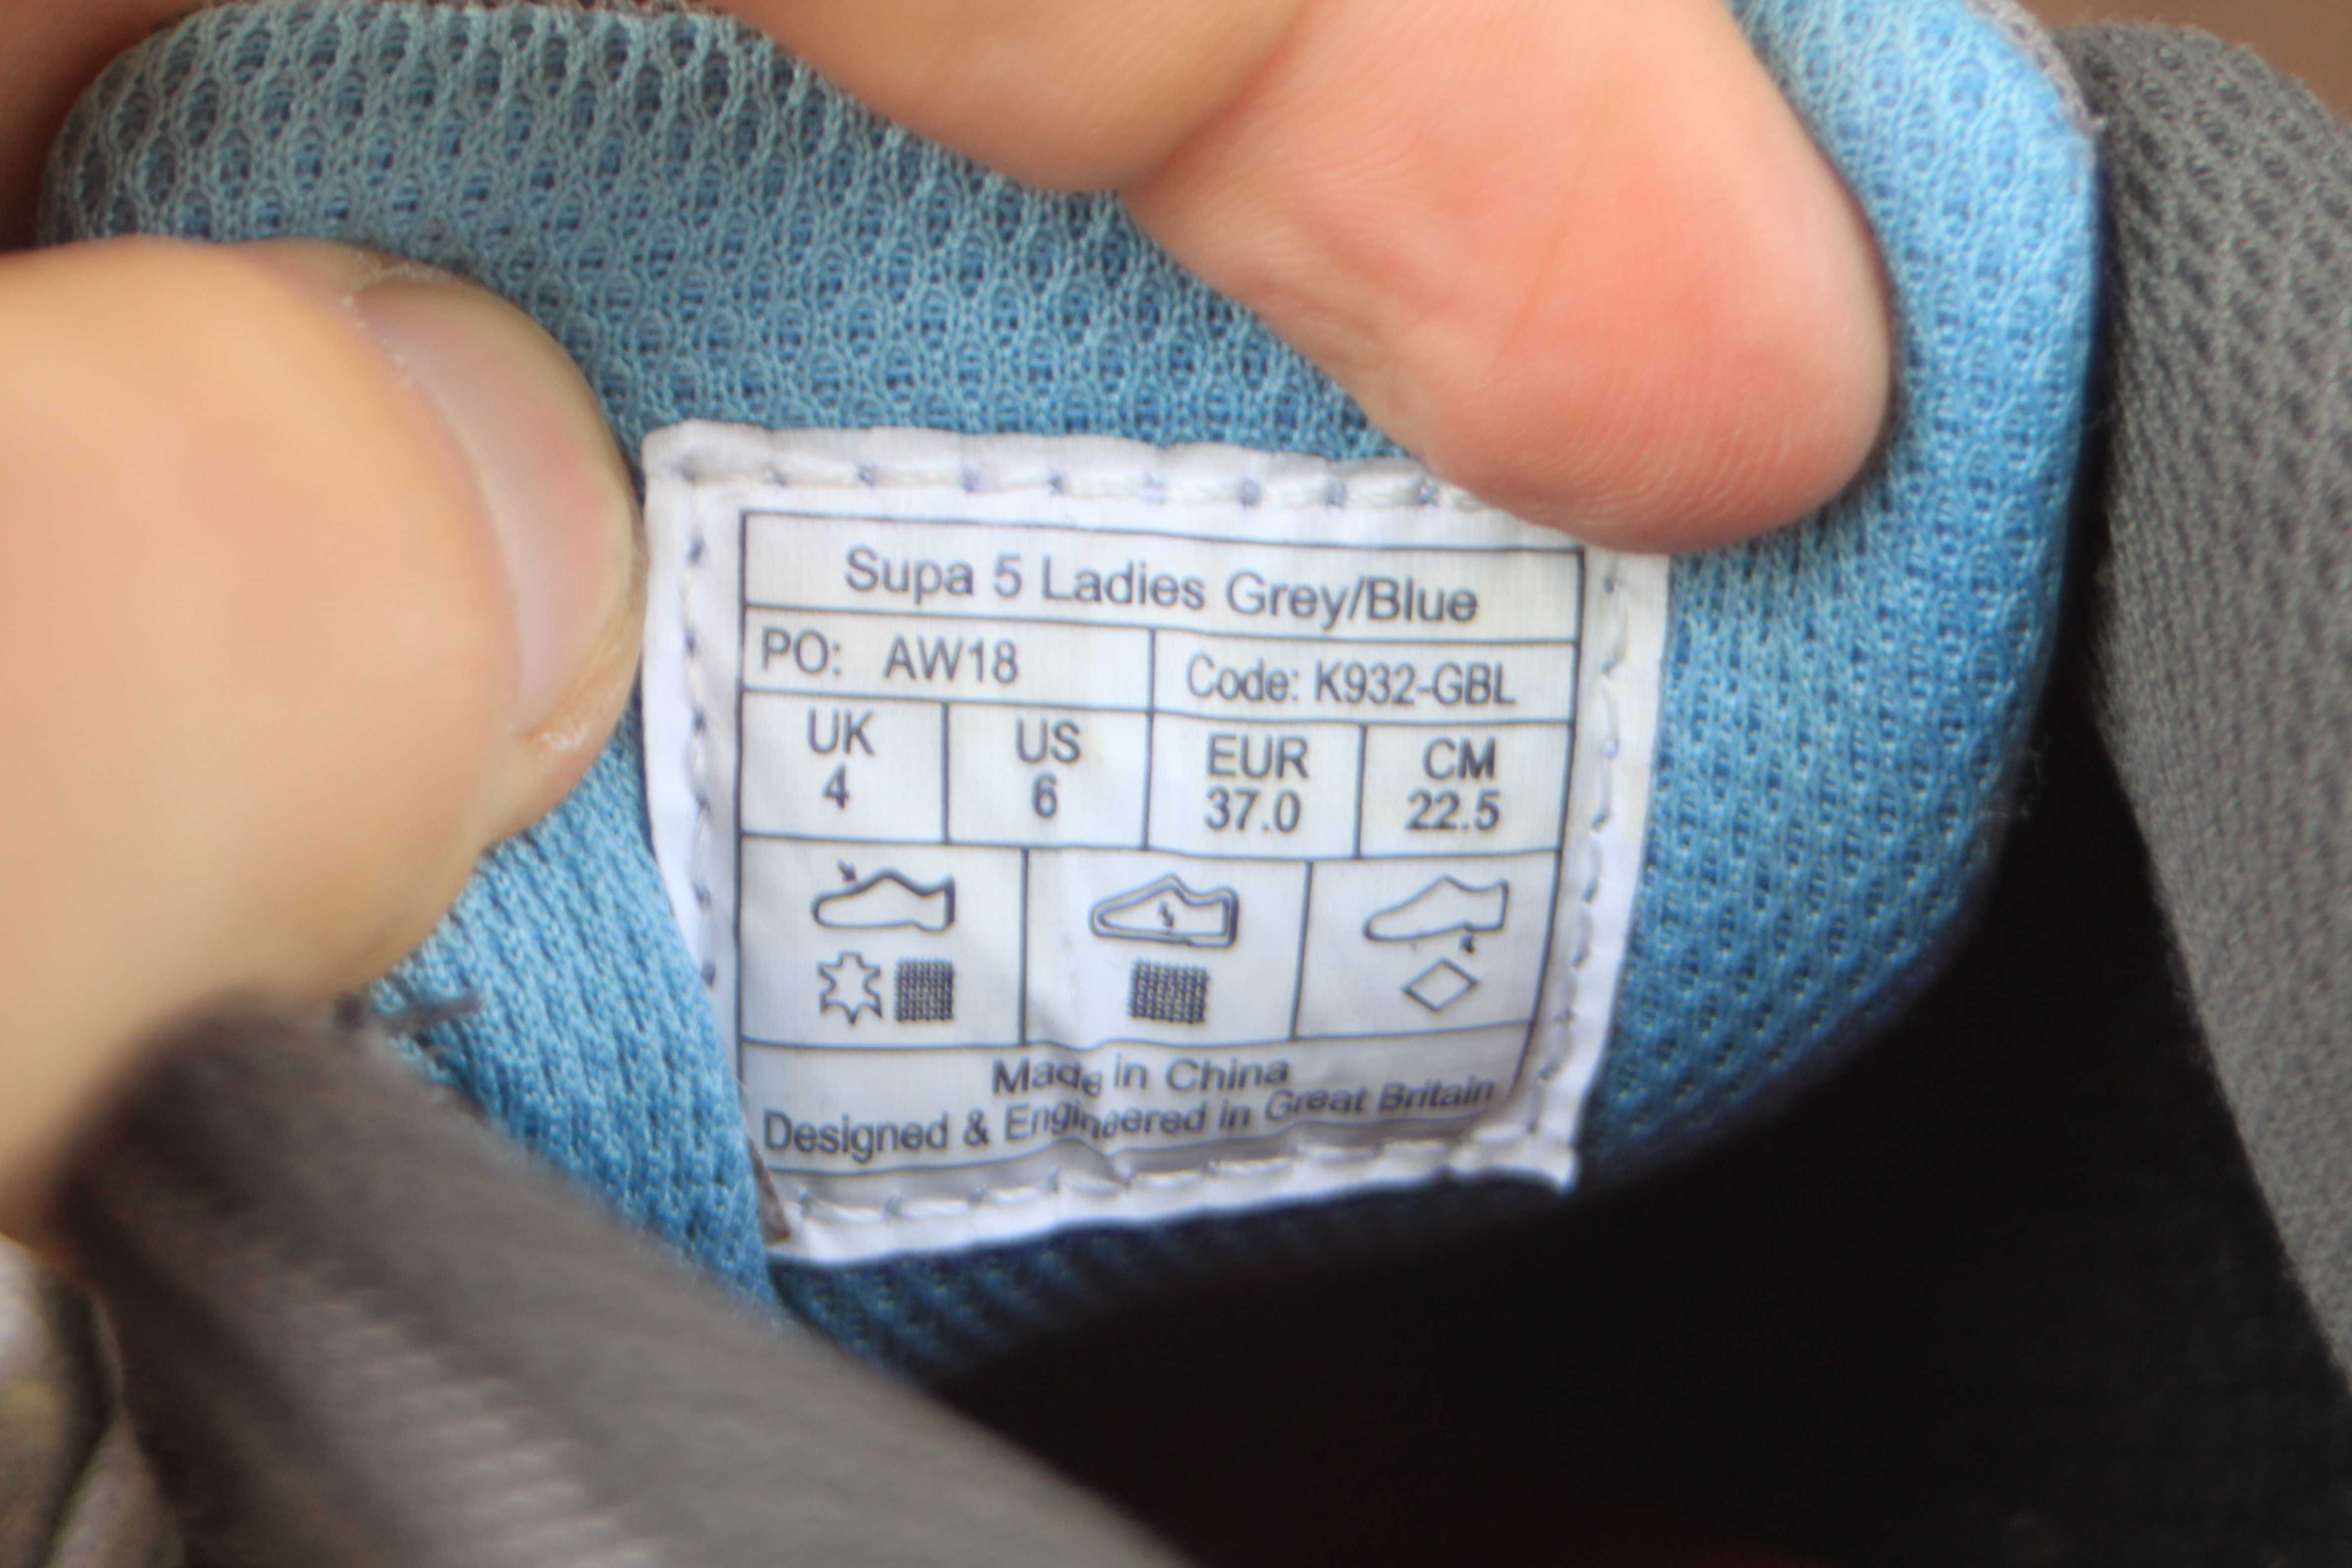 Supa 5 Ladies Grey/Blue
PO: AW18 Code: K932-GBL
UK US EUR CM
4 6 37.0 22.5
Made in China
Designed & Engineered in Great Britain